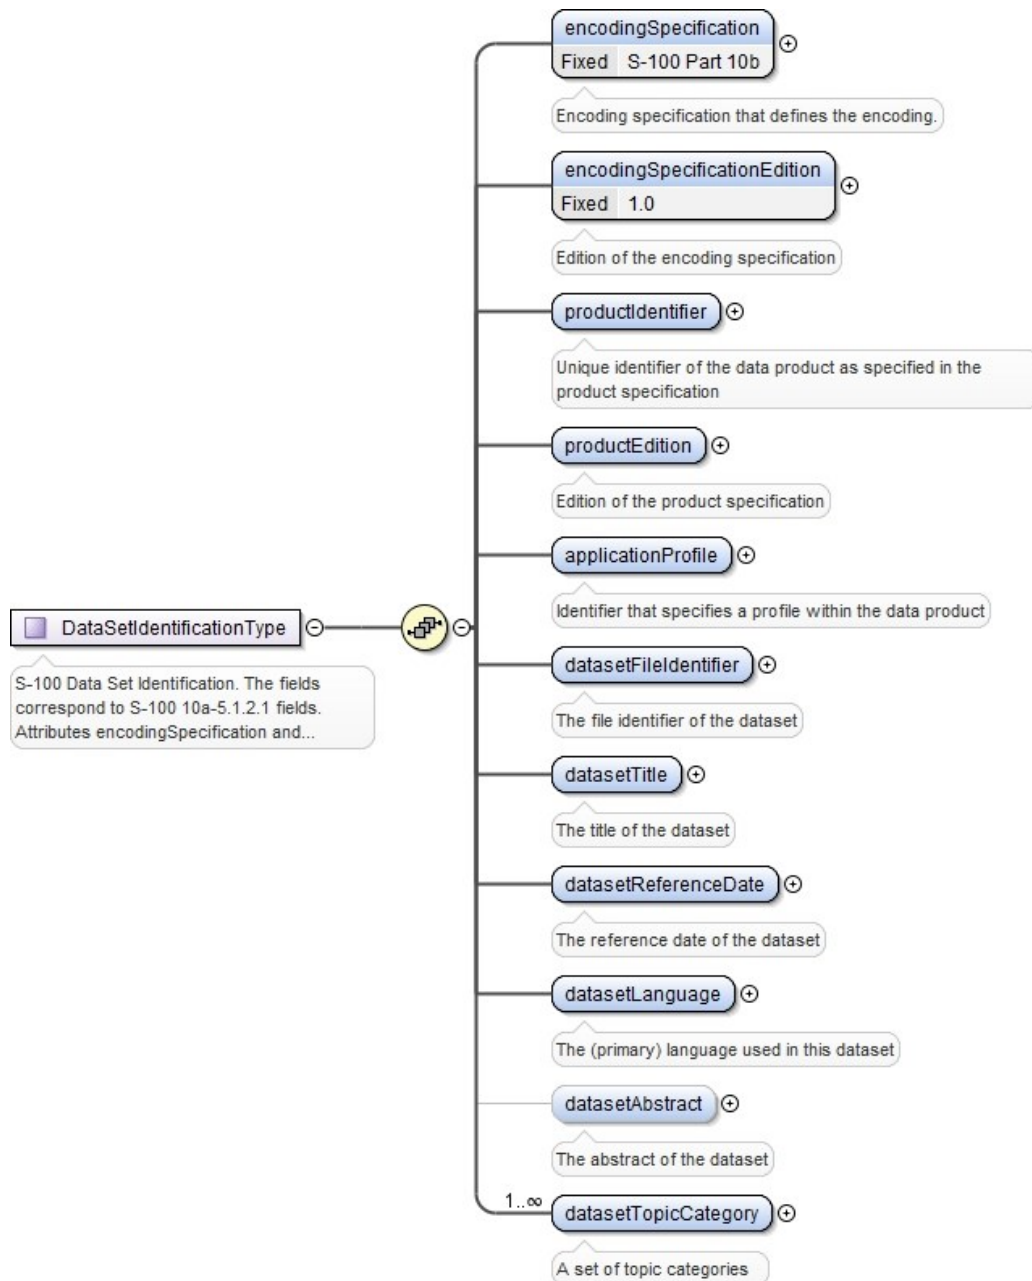 encodingSpecification
Fixed S-100 Part 10b
Encoding specification that defines the encoding.
encodingSpecificationEdition
Fixed 1.0
Edition of the encoding specification
productIdentifier
Unique identifier of the data product as specified in the
product specification
productEdition
Edition of the product specification
applicationProfile
Identifier that specifies a profile within the data product
DataSetIdentificationType
S-100 Data Set Identification. The fields
correspond to S-100 10a-5.1.2.1 fields.
Attributes encodingSpecification and...
datasetFileIdentifier
The file identifier of the dataset
datasetTitle
The title of the dataset
datasetReferenceDate
The reference date of the dataset
datasetLanguage
The (primary) language used in this dataset
datasetAbstract
The abstract of the dataset
1..∞
datasetTopicCategory
A set of topic categories